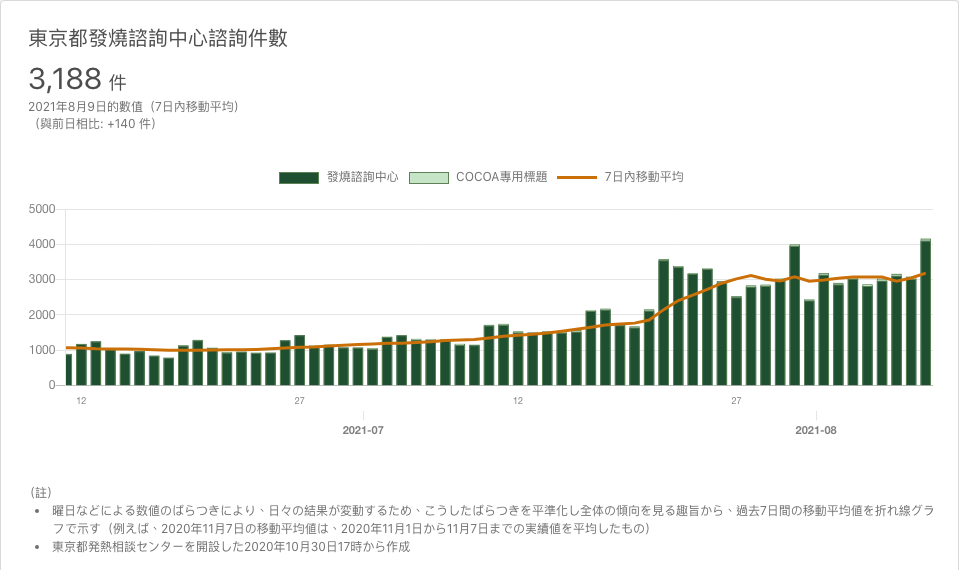 東京都發燒諮詢中心諮詢件數
3,188 件
2021年8月9日的數值（7日內移動平均）
（與前日相比: +140 件）
發燒諮詢中心 COCOA專用標題 7日內移動平均
5000
4000
3000
2000
1000
0
12 27 12 27
2021-07 2021-08
（註）
• 曜日などによる数値のばらつきにより、日々の結果が変動するため、こうしたばらつきを平準化し全体の傾向を見る趣旨から、過去7日間の移動平均値を折れ線グラ
フで示す（例えば、2020年11月7日の移動平均値は、2020年11月1日から11月7日までの実績値を平均したもの）
• 東京都発熱相談センターを開設した2020年10月30日17時から作成